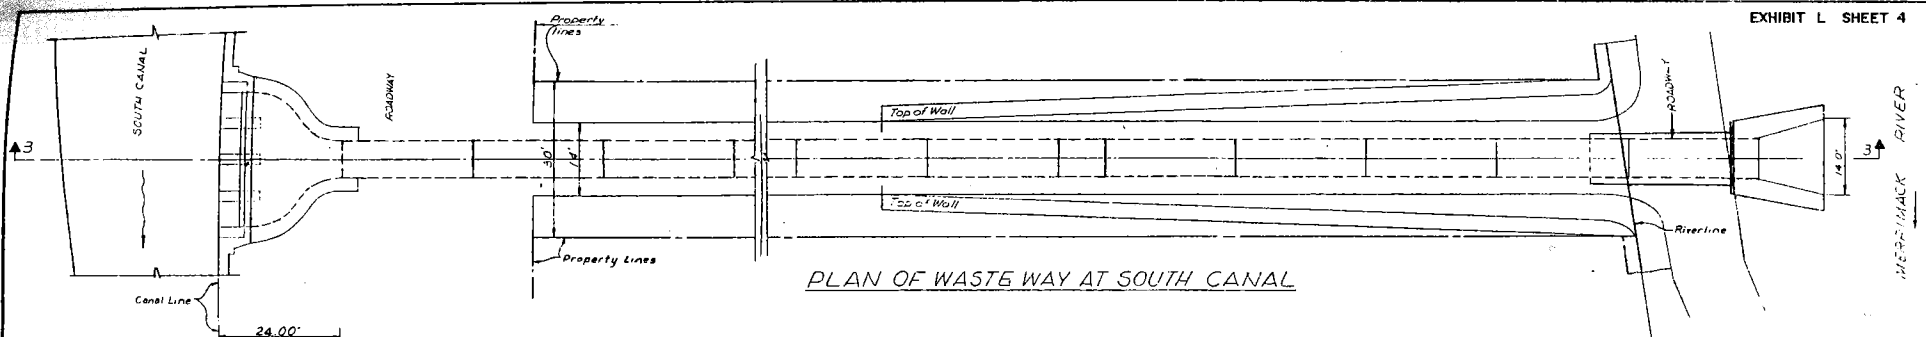 EXHIBIT L SHEET 4
Property
lines
SOUTH CANAL
ROADWAY
ROADWAY
MERRIMACK RIVER
Top of Wall
3
3
30'
14'
14.0'
Top of Wall
Riverline
Property Lines
PLAN OF WASTE WAY AT SOUTH CANAL
Canal Line
24.00'